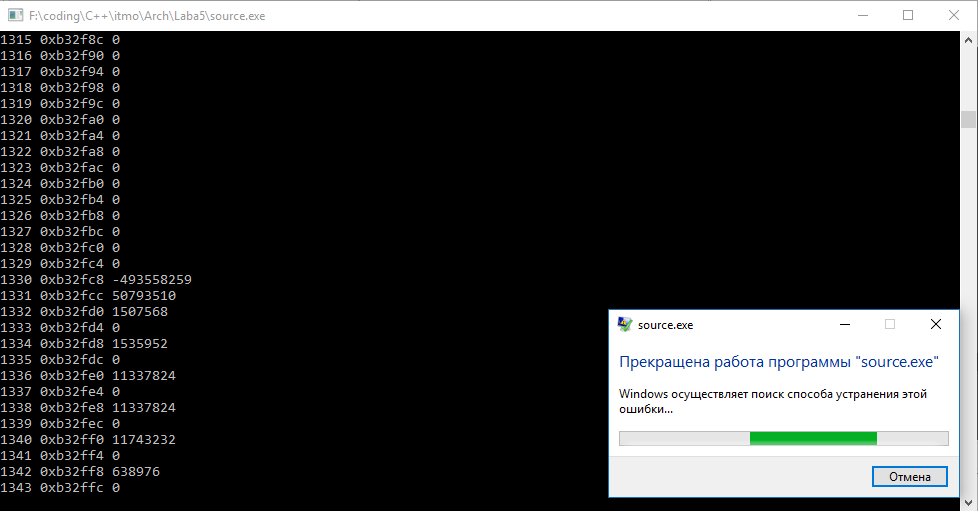 F:\coding\C++\itmo\Arch\Laba5\source.exe
1315 0xb32f8c 0
1316 0xb32f90 0
1317 0xb32f94 0
1318 0xb32f98 0
1319 0xb32f9c 0
1320 0xb32fa0 0
1321 0xb32fa4 0
1322 0xb32fa8 0
1323 0xb32fac 0
1324 0xb32fb0 0
1325 0xb32fb4 0
1326 0xb32fb8 0
1327 0xb32fbc 0
1328 0xb32fc0 0
1329 0xb32fc4 0
1330 0xb32fc8 -493558259
1331 0xb32fcc 50793510
1332 0xb32fd0 1507568
1333 0xb32fd4 0
1334 0xb32fd8 1535952
1335 0xb32fdc 0
1336 0xb32fe0 11337824
1337 0xb32fe4 0
1338 0xb32fe8 11337824
1339 0xb32fec 0
1340 0xb32ff0 11743232
1341 0xb32ff4 0
1342 0xb32ff8 638976
1343 0xb32ffc 0
source.exe
Прекращена работа программы "source.exe"
Windows осуществляет поиск способа устранения этой
ошибки...
Отмена